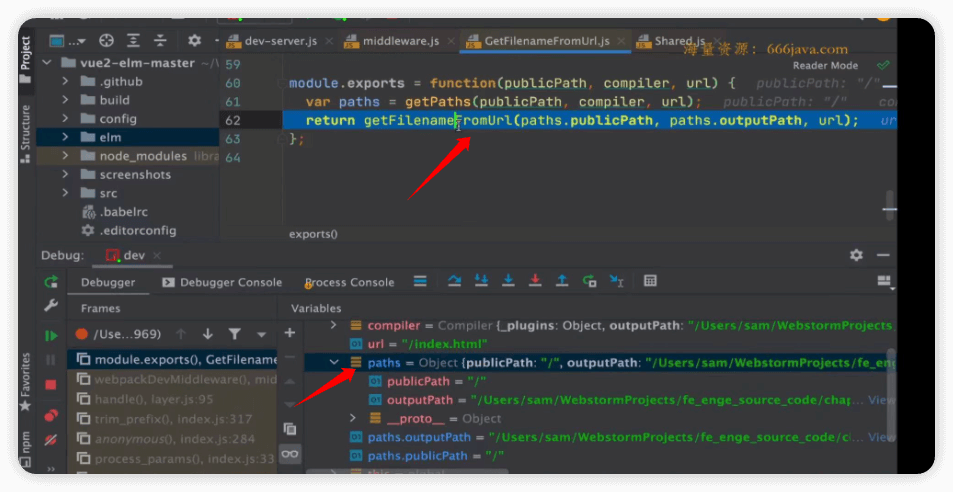 Project
Structure
Favorites
npm
dev-server.js
middleware.js
GetFilenameFromUrl.js
Shared.js
海量资源：666java.com
Reader Mode
vue2-elm-master
.github
build
config
elm
node_modules
screenshots
src
.babelrc
.editorconfig
59
60 module.exports = function(publicPath, compiler, url) { publicPath: "/"
61 var paths = getPaths(publicPath, compiler, url); publicPath: "/"
62 return getFilenameFromUrl(paths.publicPath, paths.outputPath, url);
63 };
64
exports()
Debug: dev
Debugger
Debugger Console
Process Console
Frames
Variables
/Use...969)
module.exports(), GetFilename
webpackDevMiddleware(), mid
handle(), layer.js:95
trim_prefix(), index.js:317
anonymous(), index.js:284
process_params(), index.js:33
compiler = Compiler {_plugins: Object, outputPath: "/Users/sam/WebstormProjects/
url = "/index.html"
paths = Object {publicPath: "/", outputPath: "/Users/sam/WebstormProjects/fe_eng
publicPath = "/"
outputPath = "/Users/sam/WebstormProjects/fe_enge_source_code/chap... View
__proto__ = Object
paths.outputPath = "/Users/sam/WebstormProjects/fe_enge_source_code/cl... View
paths.publicPath = "/"